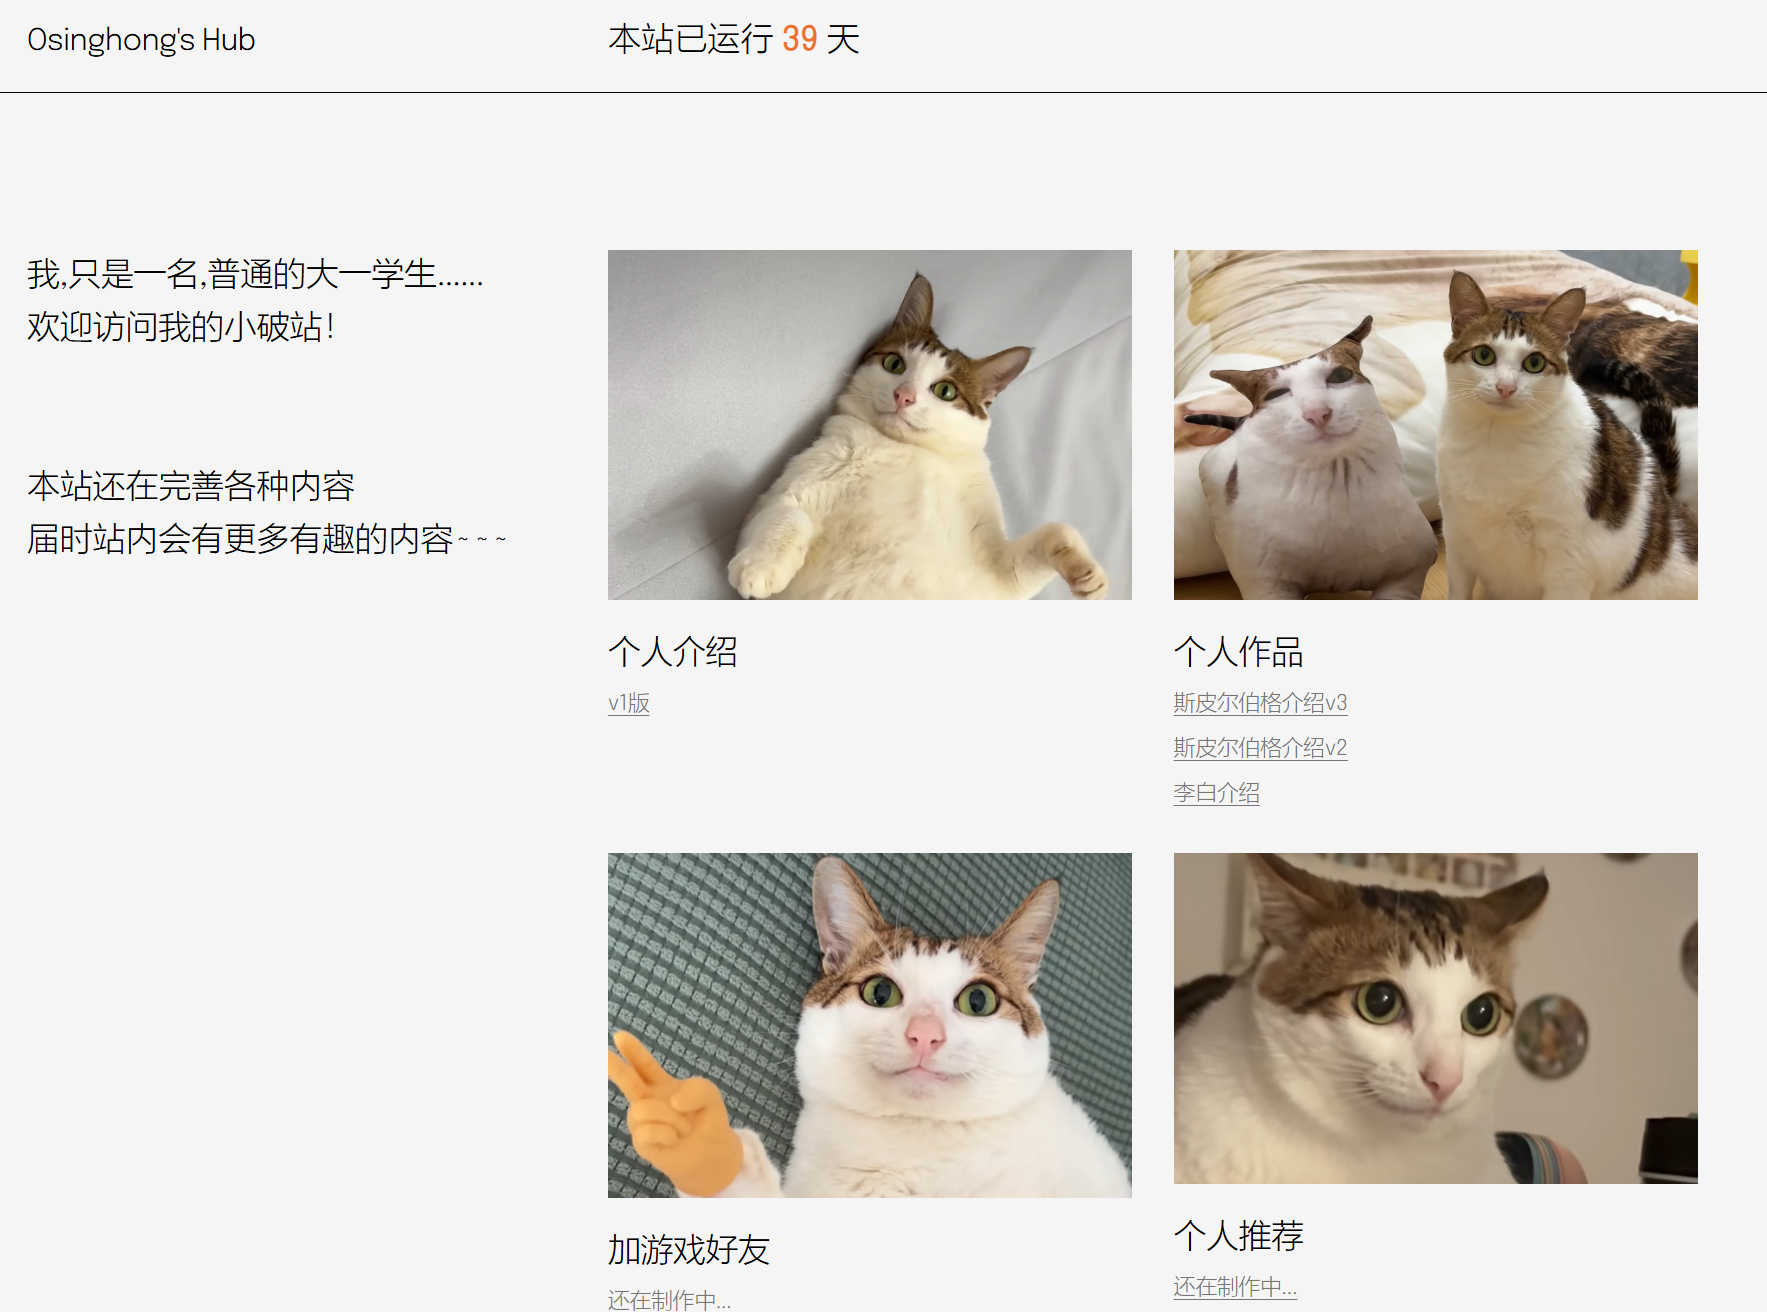 Osinghong's Hub
本站已运行 39 天
我,只是一名,普通的大一学生......
欢迎访问我的小破站!
本站还在完善各种内容
届时站内会有更多有趣的内容~~~
个人介绍
v1版
个人作品
斯皮尔伯格介绍v3
斯皮尔伯格介绍v2
李白介绍
加游戏好友
还在制作中...
个人推荐
还在制作中...